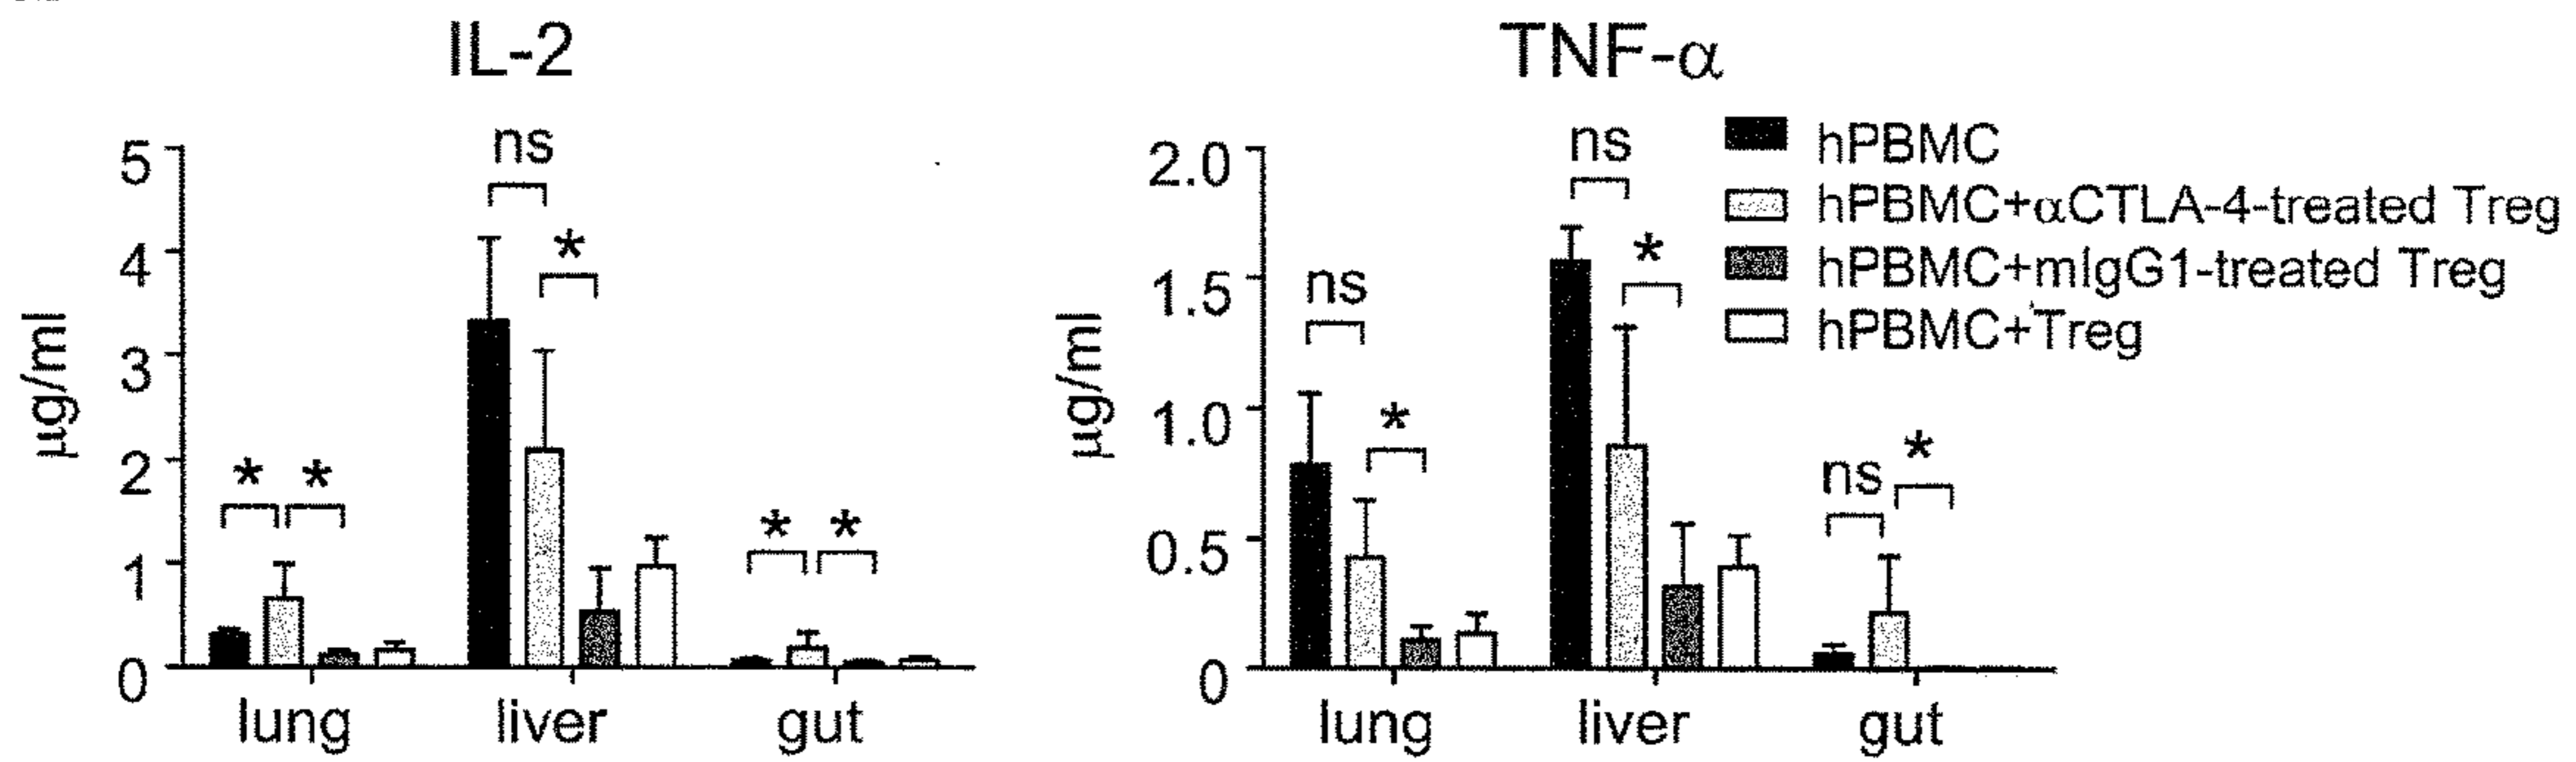 IL-2
µg/ml
5
4
3
2
1
0
ns
*
* *
* *
lung liver gut
TNF-α
µg/ml
2.0
1.5
1.0
0.5
0
ns
*
ns
*
ns
*
lung liver gut
hPBMC
hPBMC+αCTLA-4-treated Treg
hPBMC+mIgG1-treated Treg
hPBMC+Treg